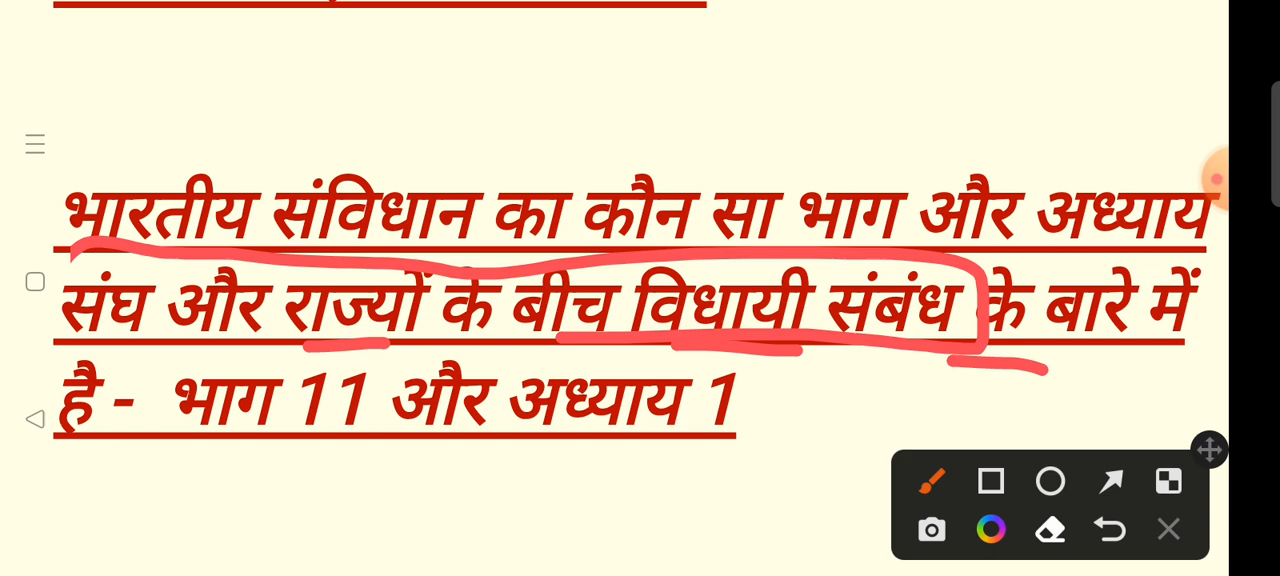 भारतीय संविधान का कौन सा भाग और अध्याय
संघ और राज्यों के बीच विधायी संबंध के बारे में
है - भाग 11 और अध्याय 1